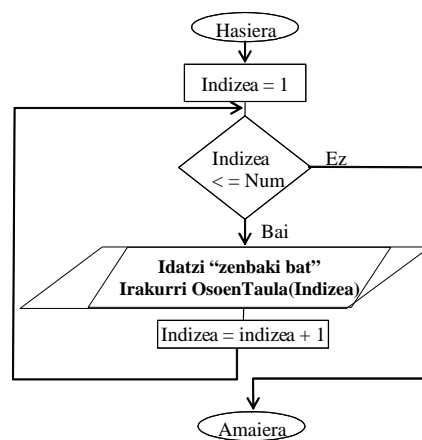 Hasiera
Indizea = 1
Indizea
< = Num
Ez
Bai
Idatzi “zenbaki bat”
Irakurri OsoenTaula(Indizea)
Indizea = indizea + 1
Amaiera